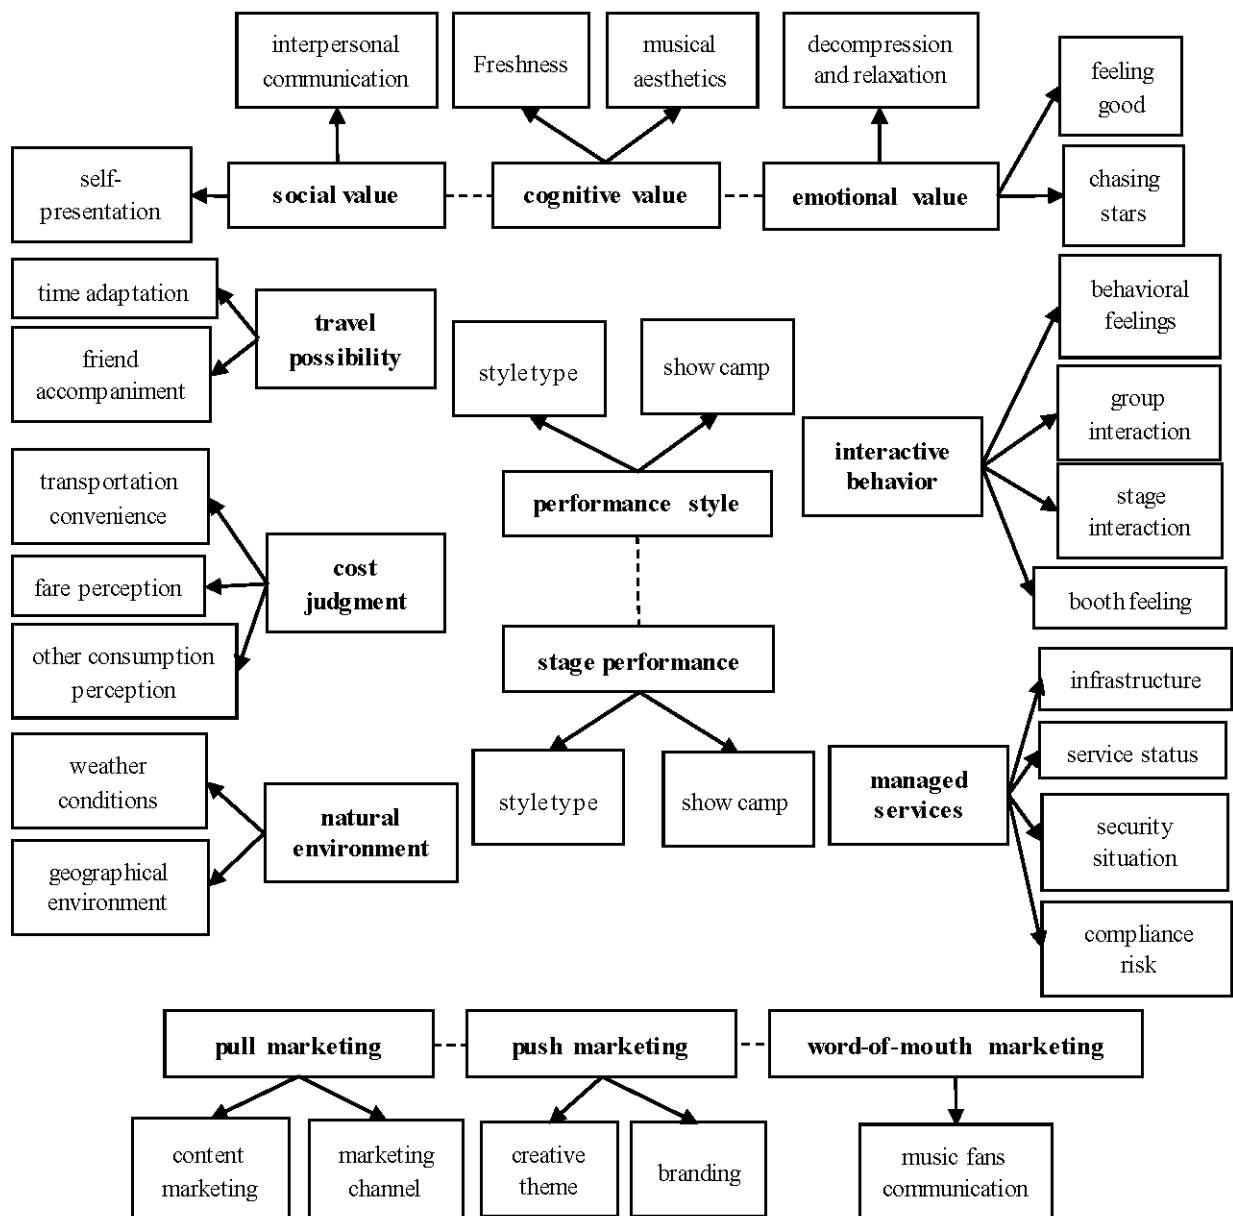 interpersonal
communication
Freshness
musical
aesthetics
decompression
and relaxation
feeling
good
self-
presentation
social value
cognitive value
emotional value
chasing
stars
time adaptation
friend
accompaniment
travel
possibility
style type
show camp
behavioral
feelings
group
interaction
stage
interaction
booth feeling
interactive
behavior
transportation
convenience
fare perception
other consumption
perception
cost
judgment
performance style
stage performance
style type
show camp
infrastructure
service status
security
situation
compliance
risk
managed
services
weather
conditions
geographical
environment
natural
environment
pull marketing
push marketing
word-of-mouth marketing
content
marketing
marketing
channel
creative
theme
branding
music fans
communication